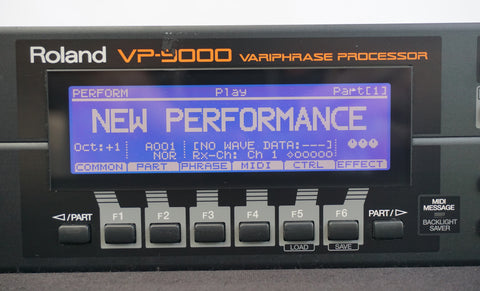 Roland VP-9000 VARIPHRASE PROCESSOR
PERFORM Play Part[1]
NEW PERFORMANCE
Oct:+1 A001 [NO WAVE DATA:---]
NOR Rx-Ch: Ch 1 ◇00000
COMMON PART PHRASE MIDI CTRL EFFECT
◁/PART F1 F2 F3 F4 F5 F6 PART/▷
LOAD SAVE
MIDI
MESSAGE
BACKLIGHT
SAVER